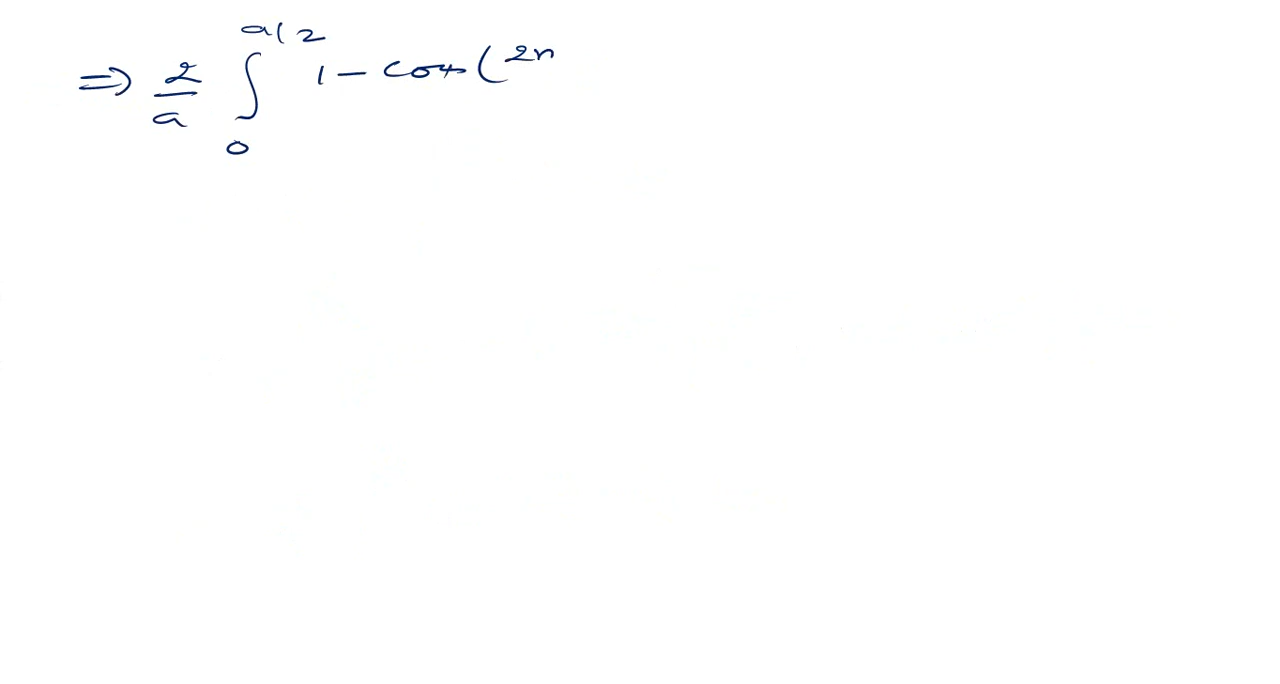 ⇒ 2/a ∫₀^{a/2} 1 - cos(2n